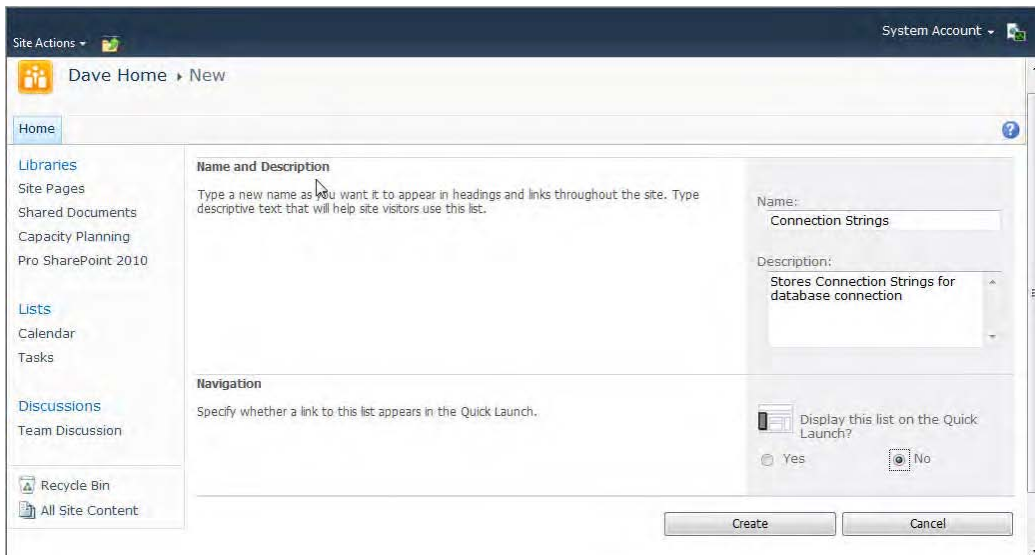 Site Actions
System Account
Dave Home ▸ New
Home
Libraries
Site Pages
Shared Documents
Capacity Planning
Pro SharePoint 2010
Lists
Calendar
Tasks
Discussions
Team Discussion
Recycle Bin
All Site Content
Name and Description
Type a new name as you want it to appear in headings and links throughout the site. Type
descriptive text that will help site visitors use this list.
Name:
Connection Strings
Description:
Stores Connection Strings for
database connection
Navigation
Specify whether a link to this list appears in the Quick Launch.
Display this list on the Quick
Launch?
Yes
No
Create
Cancel